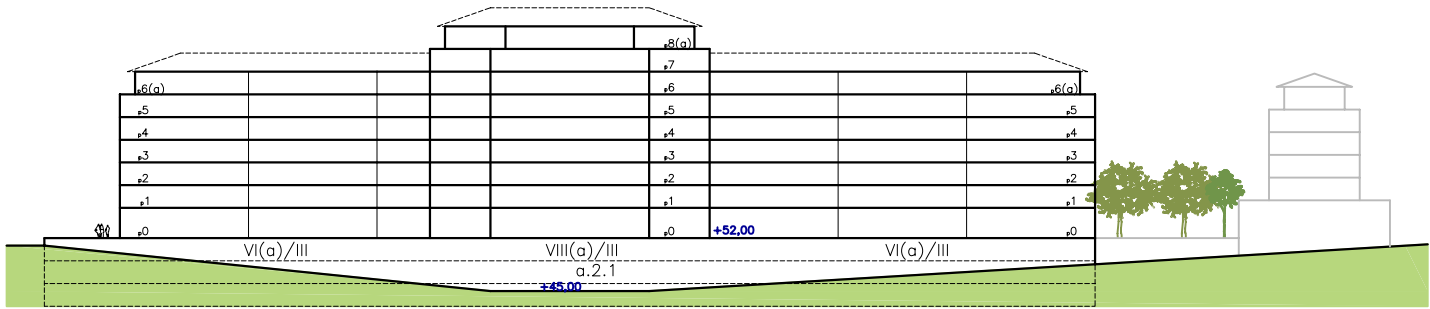 p8(a)
p7
p6(a) p6 p6(a)
p5 p5 p5
p4 p4 p4
p3 p3 p3
p2 p2 p2
p1 p1 p1
p0 p0 +52,00 p0
VI(a)/III VIII(a)/III VI(a)/III
a.2.1
+45,00